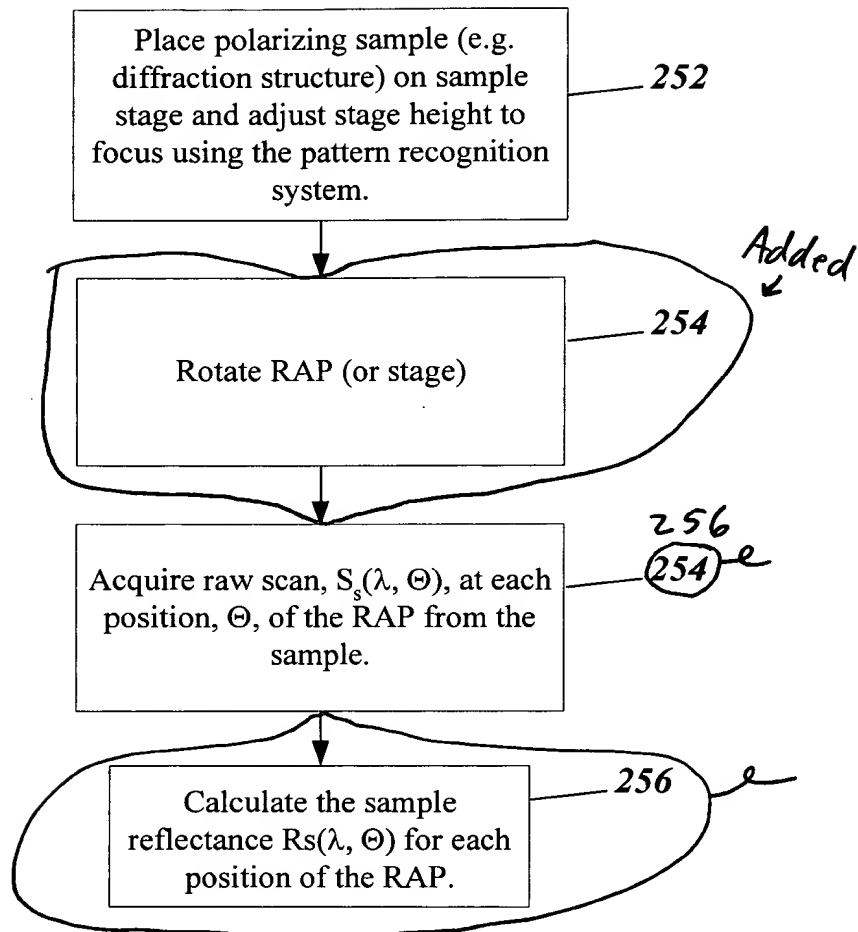 Place polarizing sample (e.g.
diffraction structure) on sample
stage and adjust stage height to
focus using the pattern recognition
system.
252
Added
254
Rotate RAP (or stage)
256
254
Acquire raw scan, Sₛ(λ, Θ), at each
position, Θ, of the RAP from the
sample.
256
Calculate the sample
reflectance Rs(λ, Θ) for each
position of the RAP.